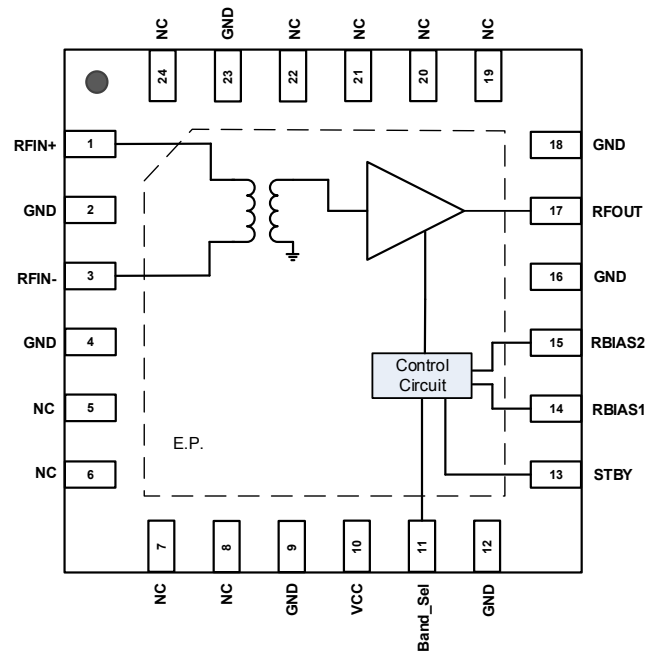 NC GND NC NC NC NC
24 23 22 21 20 19
RFIN+ 1
GND 2
RFIN- 3
GND 4
NC 5
NC 6
18 GND
17 RFOUT
16 GND
15 RBIAS2
14 RBIAS1
13 STBY
Control
Circuit
E.P.
7 8 9 10 11 12
NC NC GND VCC Band_Sel GND